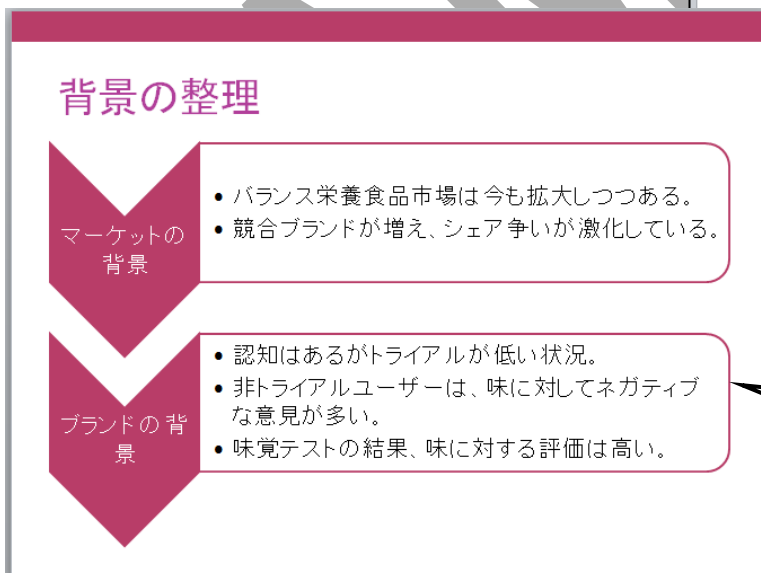 背景の整理
マーケットの
背景
• バランス栄養食品市場は今も拡大しつつある。
• 競合ブランドが増え、シェア争いが激化している。
ブランドの背
景
• 認知はあるがトライアルが低い状況。
• 非トライアルユーザーは、味に対してネガティブ
な意見が多い。
• 味覚テストの結果、味に対する評価は高い。